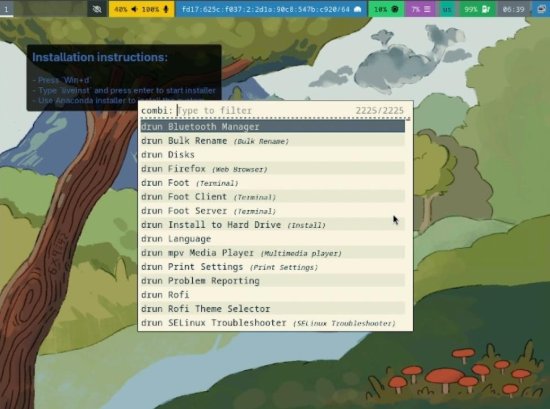 1
40% 100%
fd17:625c:f037:2:2d1a:90c8:547b:c920/64
10%
7%
us
99%
06:39
Installation instructions:
- Press `Win+d`
- Type `liveinst` and press enter to start installer
- Use Anaconda installer to install the
combi: Type to filter 2225/2225
drun Bluetooth Manager
drun Bulk Rename (Bulk Rename)
drun Disks
drun Firefox (Web Browser)
drun Foot (Terminal)
drun Foot Client (Terminal)
drun Foot Server (Terminal)
drun Install to Hard Drive (Install)
drun Language
drun mpv Media Player (Multimedia player)
drun Print Settings (Print Settings)
drun Problem Reporting
drun Rofi
drun Rofi Theme Selector
drun SELinux Troubleshooter (SELinux Troubleshooter)